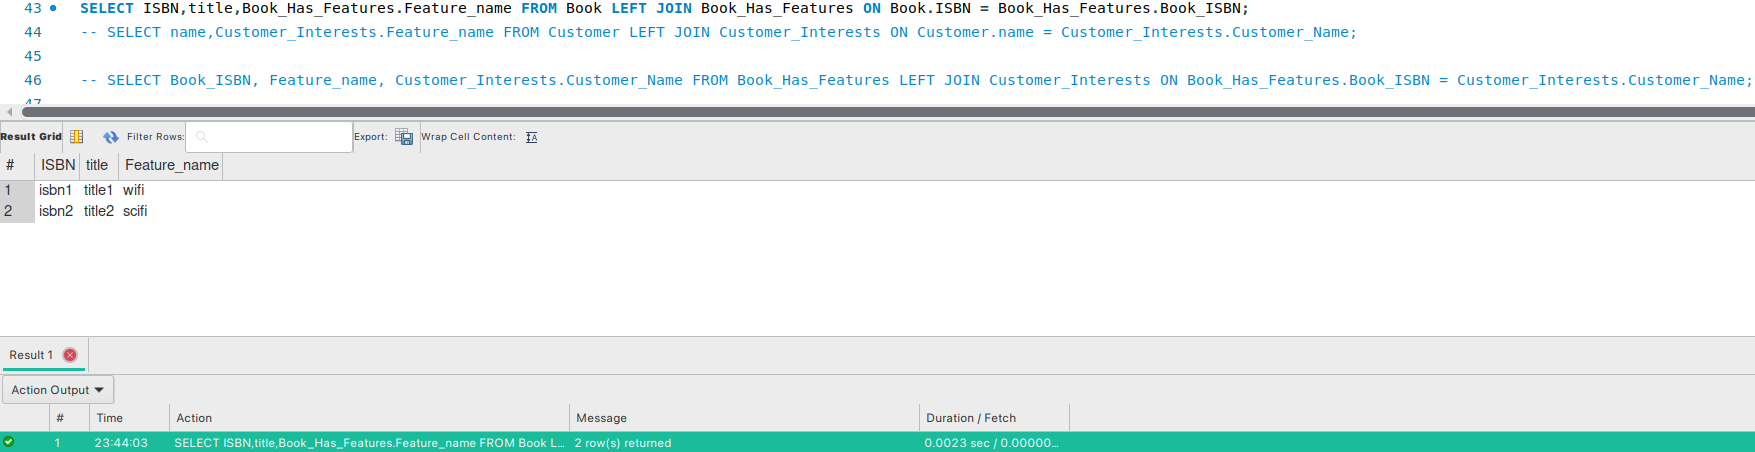 43 SELECT ISBN,title,Book_Has_Features.Feature_name FROM Book LEFT JOIN Book_Has_Features ON Book.ISBN = Book_Has_Features.Book_ISBN;
44 -- SELECT name,Customer_Interests.Feature_name FROM Customer LEFT JOIN Customer_Interests ON Customer.name = Customer_Interests.Customer_Name;
45
46 -- SELECT Book_ISBN, Feature_name, Customer_Interests.Customer_Name FROM Book_Has_Features LEFT JOIN Customer_Interests ON Book_Has_Features.Book_ISBN = Customer_Interests.Customer_Name;
47
Result Grid Filter Rows: Export: Wrap Cell Content:
# ISBN title Feature_name
1 isbn1 title1 wifi
2 isbn2 title2 scifi
Result 1
Action Output
# Time Action Message Duration / Fetch
1 23:44:03 SELECT ISBN,title,Book_Has_Features.Feature_name FROM Book L... 2 row(s) returned 0.0023 sec / 0.00000...